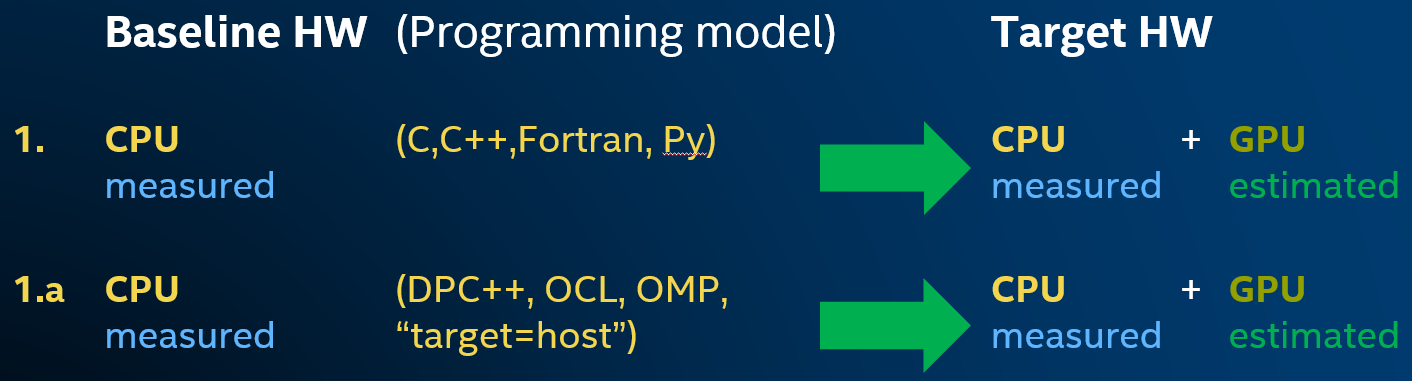 Baseline HW (Programming model) Target HW
1. CPU (C,C++,Fortran, Py) CPU + GPU
measured measured estimated
1.a CPU (DPC++, OCL, OMP, CPU + GPU
measured “target=host”) measured estimated